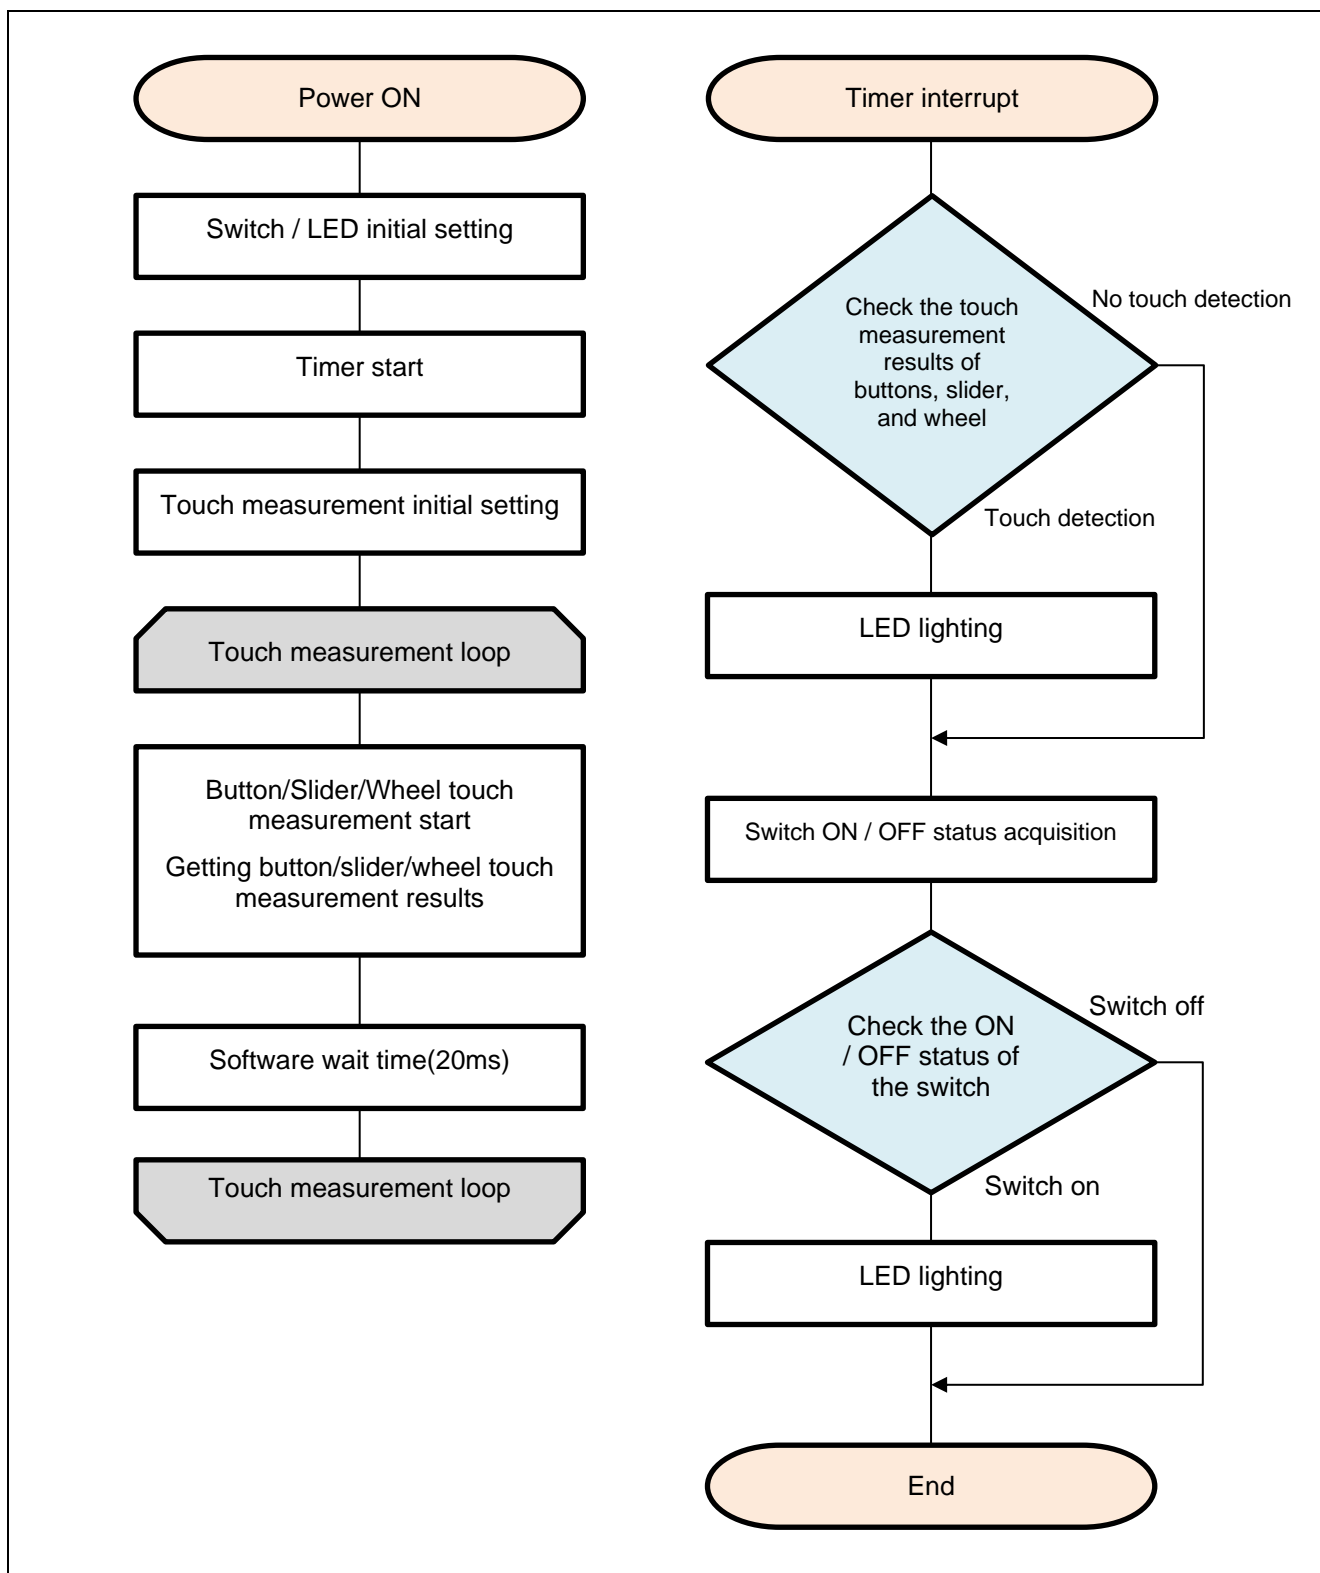 Power ON
Switch / LED initial setting
Timer start
Touch measurement initial setting
Touch measurement loop
Button/Slider/Wheel touch
measurement start
Getting button/slider/wheel touch
measurement results
Software wait time(20ms)
Touch measurement loop
Timer interrupt
Check the touch
measurement
results of
buttons, slider,
and wheel
No touch detection
Touch detection
LED lighting
Switch ON / OFF status acquisition
Check the ON
/ OFF status of
the switch
Switch off
Switch on
LED lighting
End